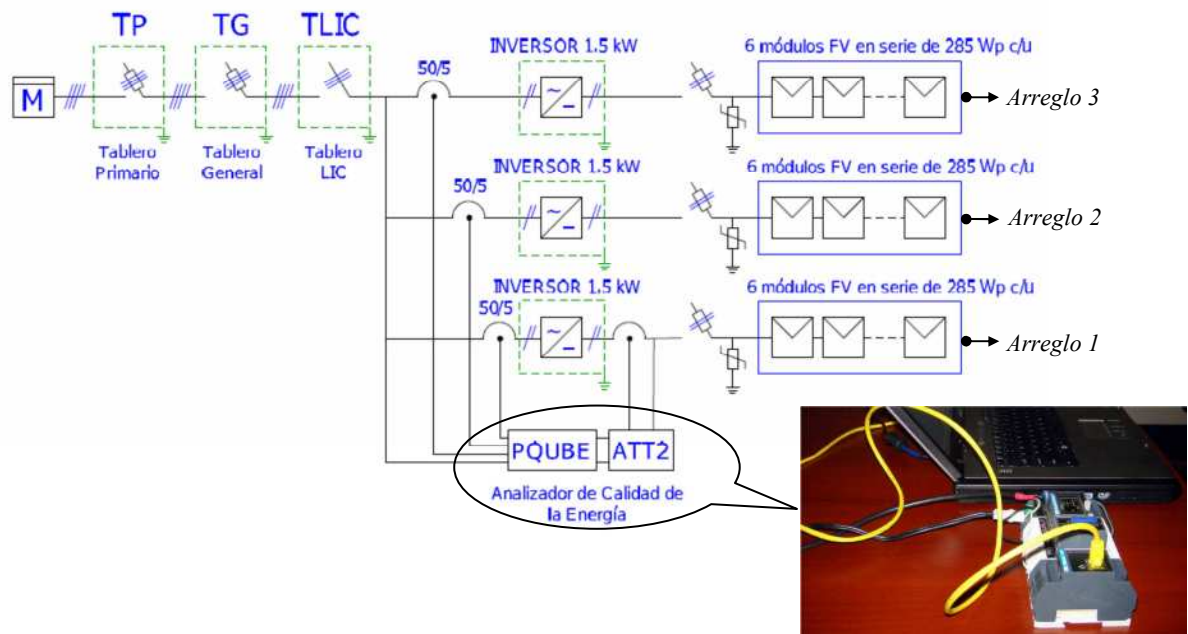 TP
TG
TLIC
M
Tablero
Primario
Tablero
General
Tablero
LIC
50/5
INVERSOR 1.5 kW
6 módulos FV en serie de 285 Wp c/u
Arreglo 3
50/5
INVERSOR 1.5 kW
6 módulos FV en serie de 285 Wp c/u
Arreglo 2
50/5
INVERSOR 1.5 kW
6 módulos FV en serie de 285 Wp c/u
Arreglo 1
PQUBE
ATT2
Analizador de Calidad de
la Energía